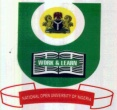 WORK & LEARN
NATIONAL OPEN UNIVERSITY OF NIGERIA